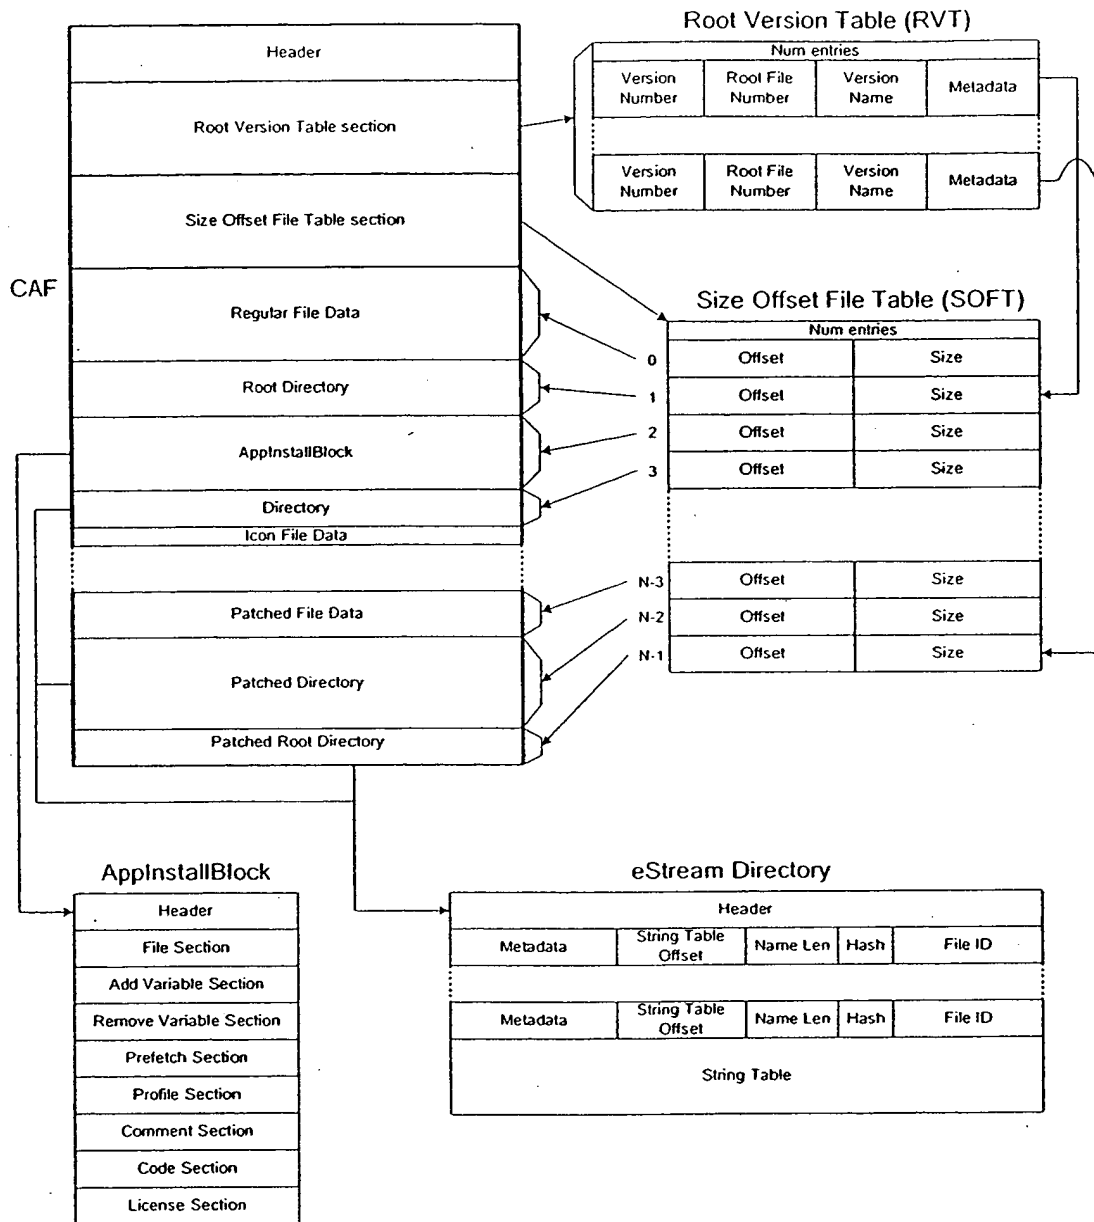 Root Version Table (RVT)
Header
Root Version Table section
Size Offset File Table section
CAF
Regular File Data
Root Directory
AppInstallBlock
Directory
Icon File Data
Patched File Data
Patched Directory
Patched Root Directory
Num entries
Version Number
Root File Number
Version Name
Metadata
Version Number
Root File Number
Version Name
Metadata
Size Offset File Table (SOFT)
Num entries
0
Offset
Size
1
Offset
Size
2
Offset
Size
3
Offset
Size
N-3
Offset
Size
N-2
Offset
Size
N-1
Offset
Size
AppInstallBlock
Header
File Section
Add Variable Section
Remove Variable Section
Prefetch Section
Profile Section
Comment Section
Code Section
License Section
eStream Directory
Header
Metadata
String Table Offset
Name Len
Hash
File ID
Metadata
String Table Offset
Name Len
Hash
File ID
String Table